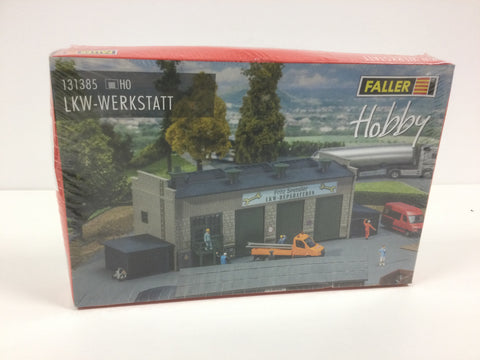 131385 H0
LKW-WERKSTATT
FALLER
Hobby
LKW-REPARATUREN